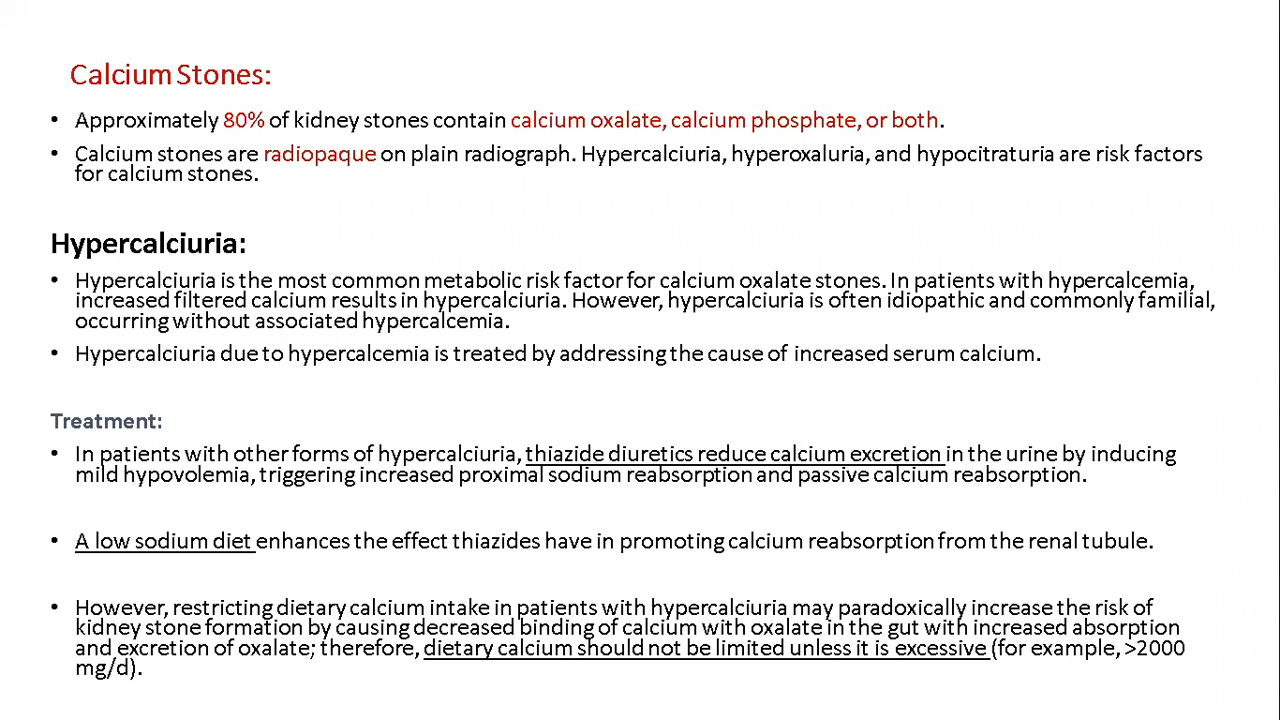 Calcium Stones:
• Approximately 80% of kidney stones contain calcium oxalate, calcium phosphate, or both.
• Calcium stones are radiopaque on plain radiograph. Hypercalciuria, hyperoxaluria, and hypocitraturia are risk factors
for calcium stones.
Hypercalciuria:
• Hypercalciuria is the most common metabolic risk factor for calcium oxalate stones. In patients with hypercalcemia,
increased filtered calcium results in hypercalciuria. However, hypercalciuria is often idiopathic and commonly familial,
occurring without associated hypercalcemia.
• Hypercalciuria due to hypercalcemia is treated by addressing the cause of increased serum calcium.
Treatment:
• In patients with other forms of hypercalciuria, thiazide diuretics reduce calcium excretion in the urine by inducing
mild hypovolemia, triggering increased proximal sodium reabsorption and passive calcium reabsorption.
• A low sodium diet enhances the effect thiazides have in promoting calcium reabsorption from the renal tubule.
• However, restricting dietary calcium intake in patients with hypercalciuria may paradoxically increase the risk of
kidney stone formation by causing decreased binding of calcium with oxalate in the gut with increased absorption
and excretion of oxalate; therefore, dietary calcium should not be limited unless it is excessive (for example, >2000
mg/d).